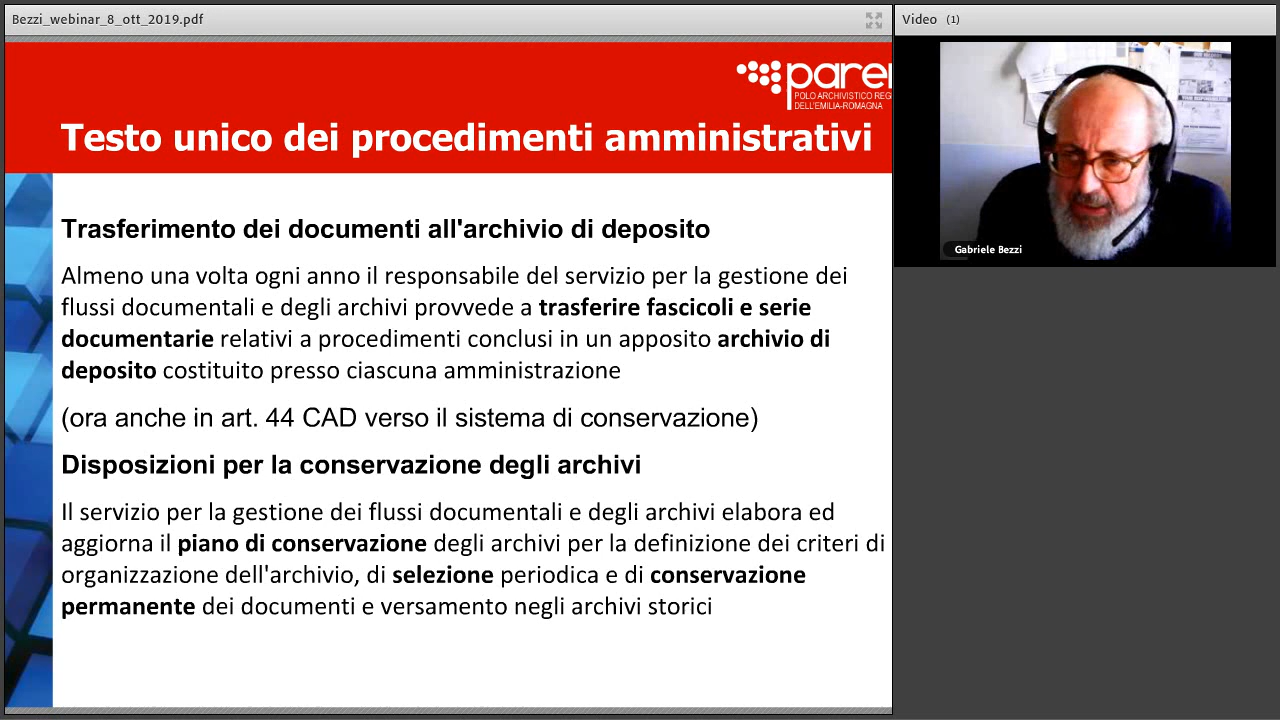 Bezzi_webinar_8_ott_2019.pdf
Video (1)
POLO ARCHIVISTICO REG
DELL'EMILIA-ROMAGNA
Testo unico dei procedimenti amministrativi
Gabriele Bezzi
Trasferimento dei documenti all'archivio di deposito
Almeno una volta ogni anno il responsabile del servizio per la gestione dei
flussi documentali e degli archivi provvede a trasferire fascicoli e serie
documentarie relativi a procedimenti conclusi in un apposito archivio di
deposito costituito presso ciascuna amministrazione
(ora anche in art. 44 CAD verso il sistema di conservazione)
Disposizioni per la conservazione degli archivi
Il servizio per la gestione dei flussi documentali e degli archivi elabora ed
aggiorna il piano di conservazione degli archivi per la definizione dei criteri di
organizzazione dell'archivio, di selezione periodica e di conservazione
permanente dei documenti e versamento negli archivi storici